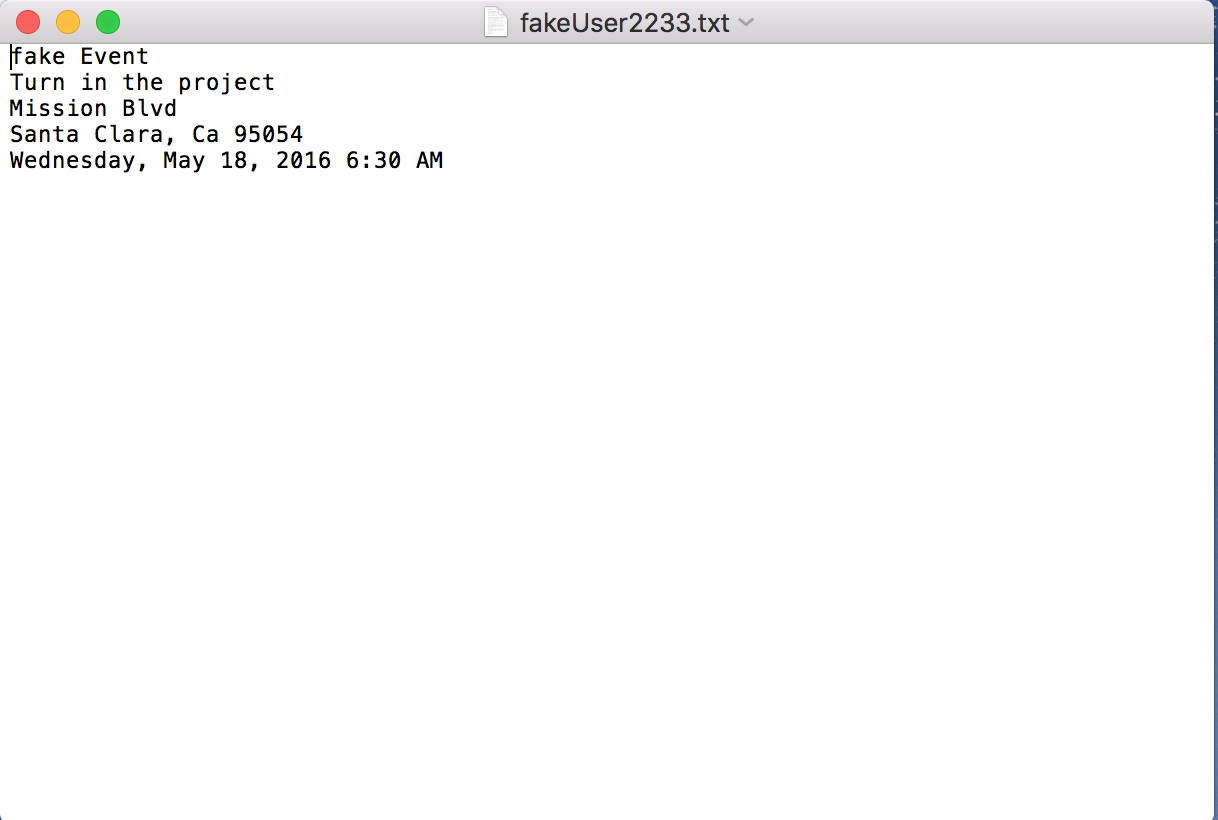 fakeUser2233.txt
fake Event
Turn in the project
Mission Blvd
Santa Clara, Ca 95054
Wednesday, May 18, 2016 6:30 AM